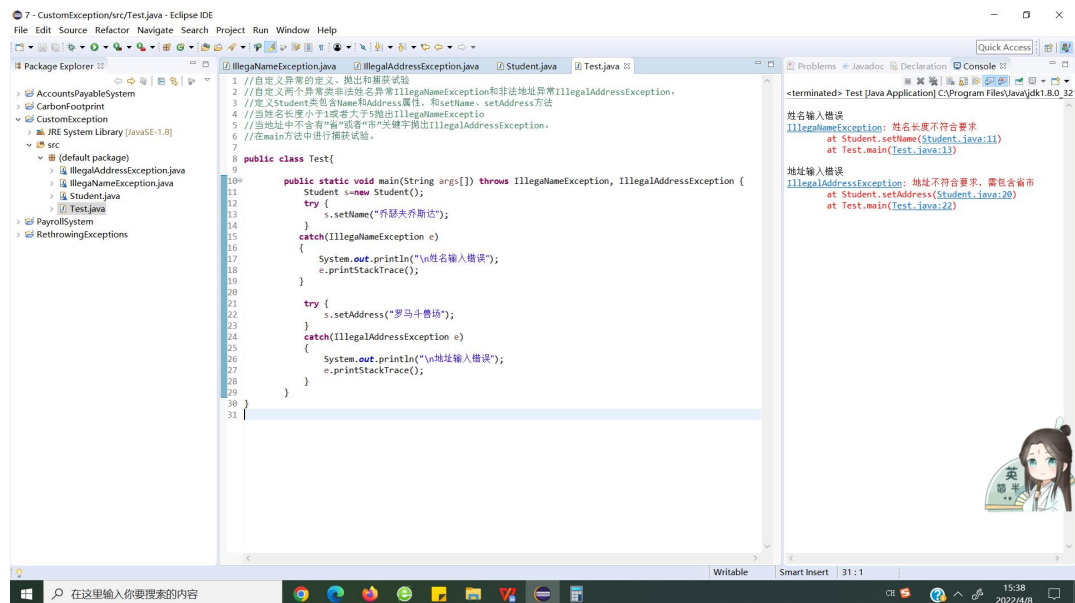 7 - CustomException/src/Test.java - Eclipse IDE
File Edit Source Refactor Navigate Search Project Run Window Help
Quick Access
Package Explorer
AccountsPayableSystem
CarbonFootprint
CustomException
JRE System Library [JavaSE-1.8]
src
(default package)
IllegalAddressException.java
IllegaNameException.java
Student.java
Test.java
PayrollSystem
RethrowingExceptions
IllegaNameException.java IllegalAddressException.java Student.java Test.java
1 //自定义异常的定义、抛出和捕获试验
2 //自定义两个异常类非法姓名异常IllegaNameException和非法地址异常IllegalAddressException。
3 //定义Student类包含Name和Address属性，和setName、setAddress方法
4 //当姓名长度小于1或者大于5抛出IllegaNameExceptio
5 //当地址中不含有"省"或者"市"关键字抛出IllegalAddressException。
6 //在main方法中进行捕获试验。
7
8 public class Test{
9
10 public static void main(String args[]) throws IllegaNameException, IllegalAddressException {
11 Student s=new Student();
12 try {
13 s.setName("乔瑟夫乔斯达");
14 }
15 catch(IllegaNameException e)
16 {
17 System.out.println("\n姓名输入错误");
18 e.printStackTrace();
19 }
20
21 try {
22 s.setAddress("罗马斗兽场");
23 }
24 catch(IllegalAddressException e)
25 {
26 System.out.println("\n地址输入错误");
27 e.printStackTrace();
28 }
29 }
30 }
31
Problems Javadoc Declaration Console
<terminated> Test [Java Application] C:\Program Files\Java\jdk1.8.0_32
姓名输入错误
IllegaNameException: 姓名长度不符合要求
at Student.setName(Student.java:11)
at Test.main(Test.java:13)
地址输入错误
IllegalAddressException: 地址不符合要求，需包含省市
at Student.setAddress(Student.java:20)
at Test.main(Test.java:22)
英
简 半
Writable Smart Insert 31 : 1
在这里输入你要搜索的内容
CH
15:38
2022/4/8